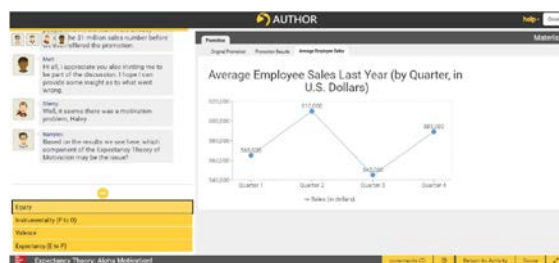 AUTHOR
help
the $1 million sales number before
offered the promotion.
Matt
Hi all, I appreciate you also inviting me to
be part of the discussion. I hope I can
provide some insight as to what went
wrong.
Well, it seems there was a motivation
problem, Haley
Based on the results we see here, which
component of the Expectancy Theory of
Motivation may be the issue?
Equity
Instrumentality (P to O)
Valence
Expectancy (E to P)
Expectancy Theory: Alpha Motivation!
Promotion
Original Promotion
Promotion Results
Average Employee Sales
Average Employee Sales Last Year (by Quarter, in
U.S. Dollars)
Quarter 1
Quarter 2
Quarter 3
Quarter 4
Sales (in dollars)
Return to Activity
Score